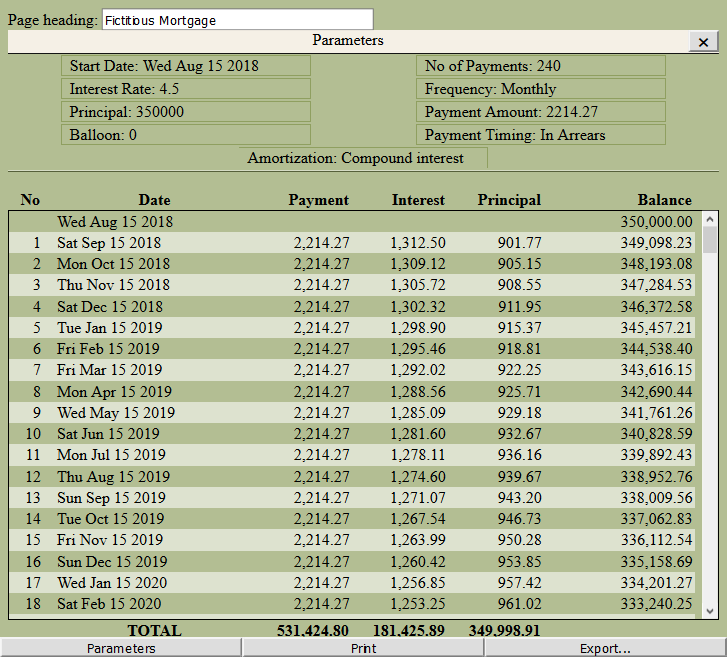 Page heading: Fictitious Mortgage
Parameters
Start Date: Wed Aug 15 2018 No of Payments: 240
Interest Rate: 4.5 Frequency: Monthly
Principal: 350000 Payment Amount: 2214.27
Balloon: 0 Payment Timing: In Arrears
Amortization: Compound interest
No Date Payment Interest Principal Balance
Wed Aug 15 2018 350,000.00
1 Sat Sep 15 2018 2,214.27 1,312.50 901.77 349,098.23
2 Mon Oct 15 2018 2,214.27 1,309.12 905.15 348,193.08
3 Thu Nov 15 2018 2,214.27 1,305.72 908.55 347,284.53
4 Sat Dec 15 2018 2,214.27 1,302.32 911.95 346,372.58
5 Tue Jan 15 2019 2,214.27 1,298.90 915.37 345,457.21
6 Fri Feb 15 2019 2,214.27 1,295.46 918.81 344,538.40
7 Fri Mar 15 2019 2,214.27 1,292.02 922.25 343,616.15
8 Mon Apr 15 2019 2,214.27 1,288.56 925.71 342,690.44
9 Wed May 15 2019 2,214.27 1,285.09 929.18 341,761.26
10 Sat Jun 15 2019 2,214.27 1,281.60 932.67 340,828.59
11 Mon Jul 15 2019 2,214.27 1,278.11 936.16 339,892.43
12 Thu Aug 15 2019 2,214.27 1,274.60 939.67 338,952.76
13 Sun Sep 15 2019 2,214.27 1,271.07 943.20 338,009.56
14 Tue Oct 15 2019 2,214.27 1,267.54 946.73 337,062.83
15 Fri Nov 15 2019 2,214.27 1,263.99 950.28 336,112.54
16 Sun Dec 15 2019 2,214.27 1,260.42 953.85 335,158.69
17 Wed Jan 15 2020 2,214.27 1,256.85 957.42 334,201.27
18 Sat Feb 15 2020 2,214.27 1,253.25 961.02 333,240.25
TOTAL 531,424.80 181,425.89 349,998.91
Parameters Print Export...